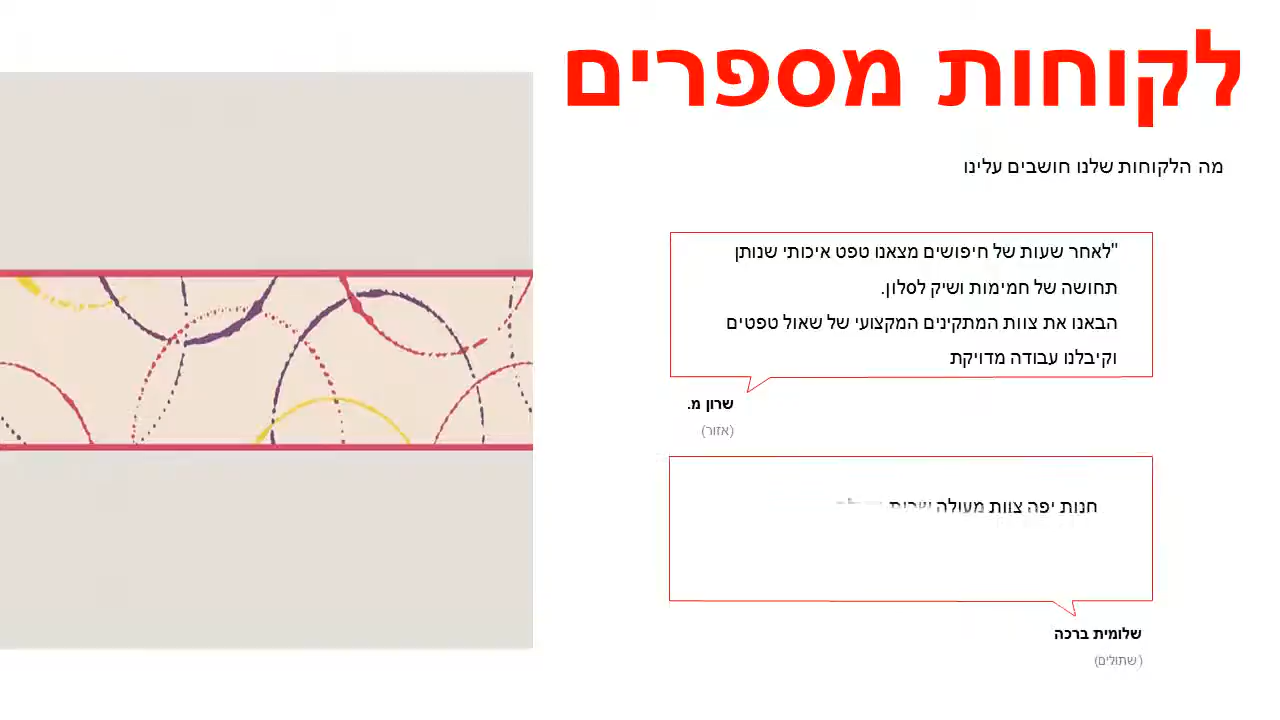 לקוחות מספרים
מה הלקוחות שלנו חושבים עלינו
"לאחר שעות של חיפושים מצאנו טפט איכותי שנותן
תחושה של חמימות ושיק לסלון.
הבאנו את צוות המתקינים המקצועי של שאול טפטים
וקיבלנו עבודה מדויקת
שרון מ.
(אזור)
חנות יפה צוות מעולה
שלומית ברכה
(שתולים)